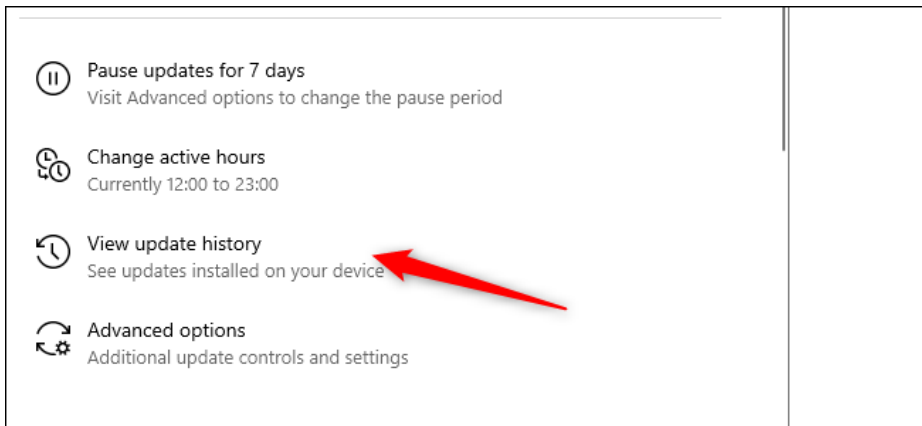 Pause updates for 7 days
Visit Advanced options to change the pause period
Change active hours
Currently 12:00 to 23:00
View update history
See updates installed on your device
Advanced options
Additional update controls and settings